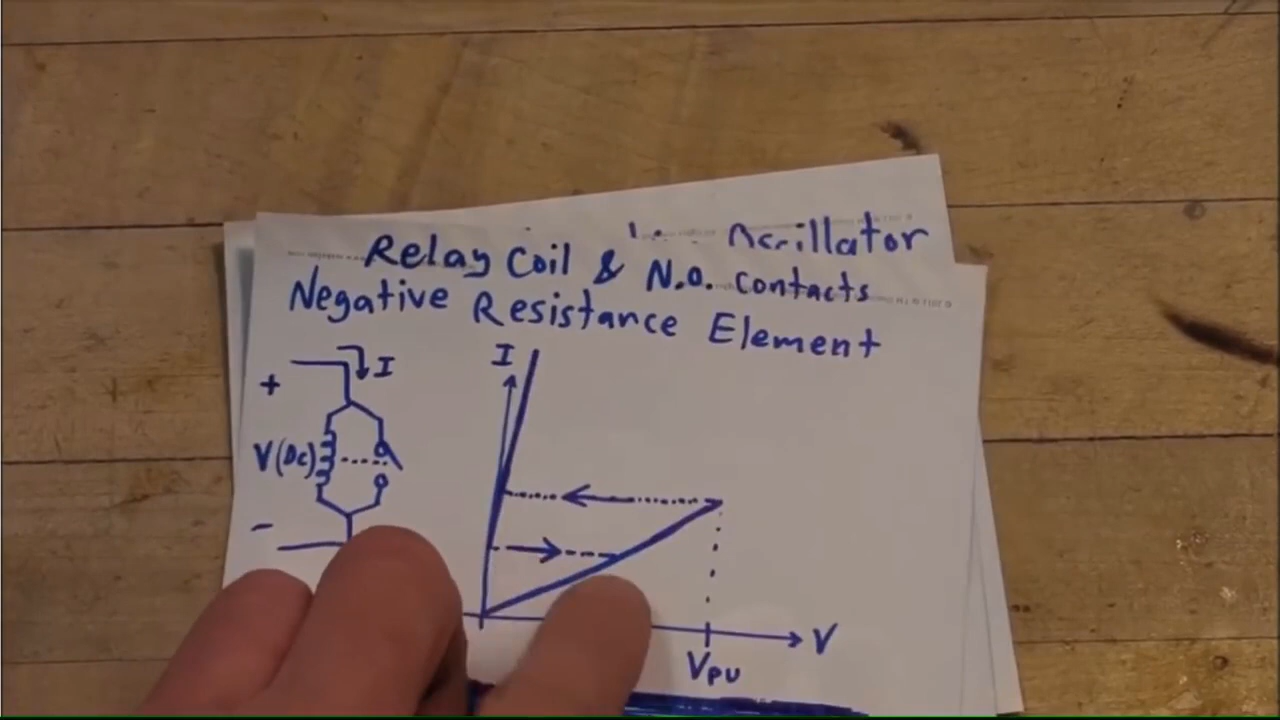 Oscillator
Relay Coil & N.O. Contacts
Negative Resistance Element
I
I
+
V(DC)
-
V
VPU